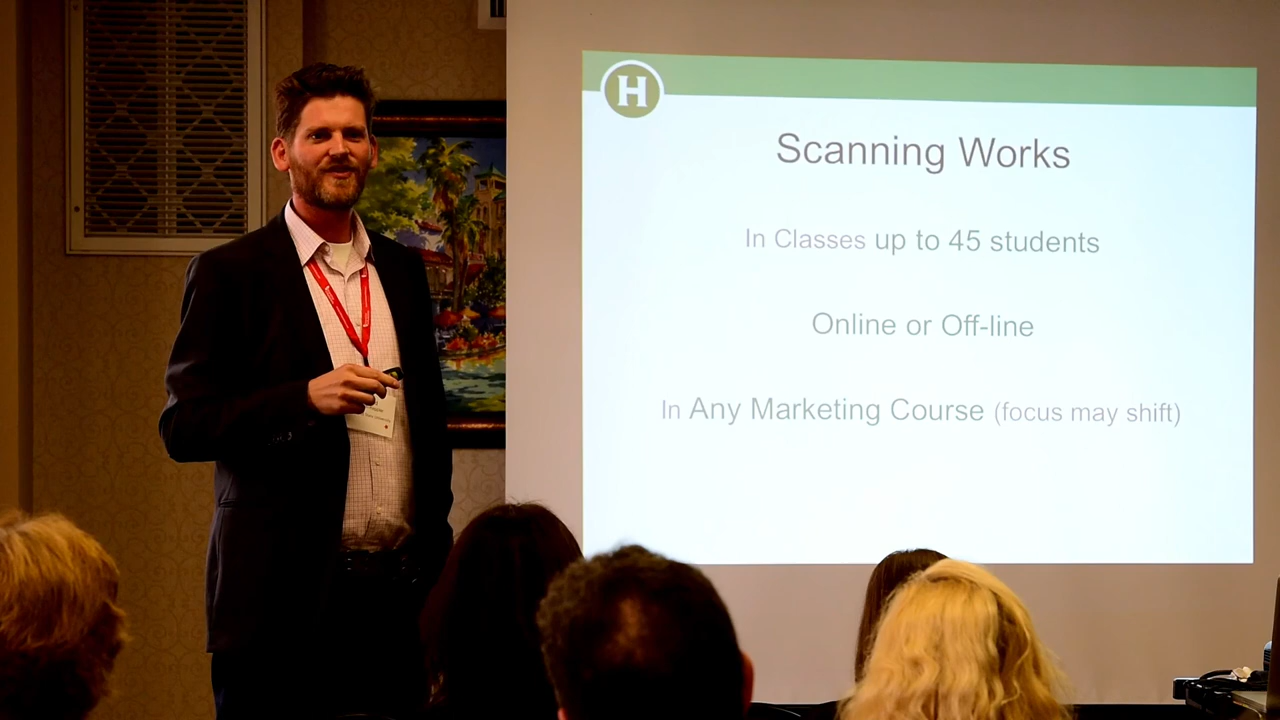 H
Scanning Works
In Classes up to 45 students
Online or Off-line
In Any Marketing Course (focus may shift)